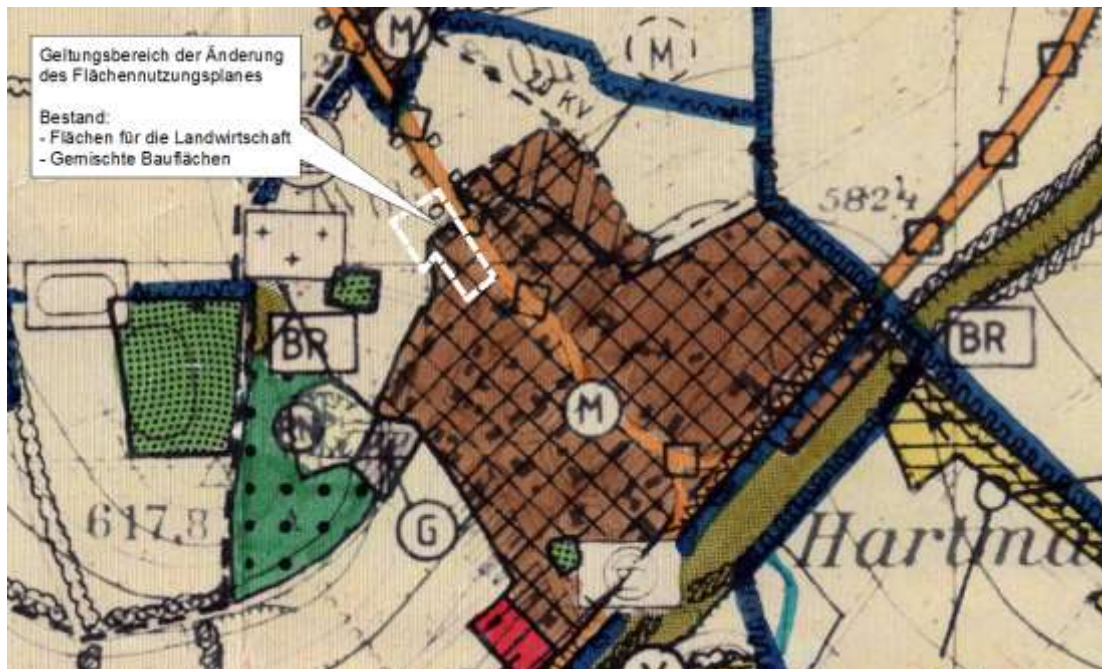 Geltungsbereich der Änderung
des Flächennutzungsplanes
Bestand:
- Flächen für die Landwirtschaft
- Gemischte Bauflächen
M
M
KV
582,4
BR
BR
M
617,8
G
Hartma